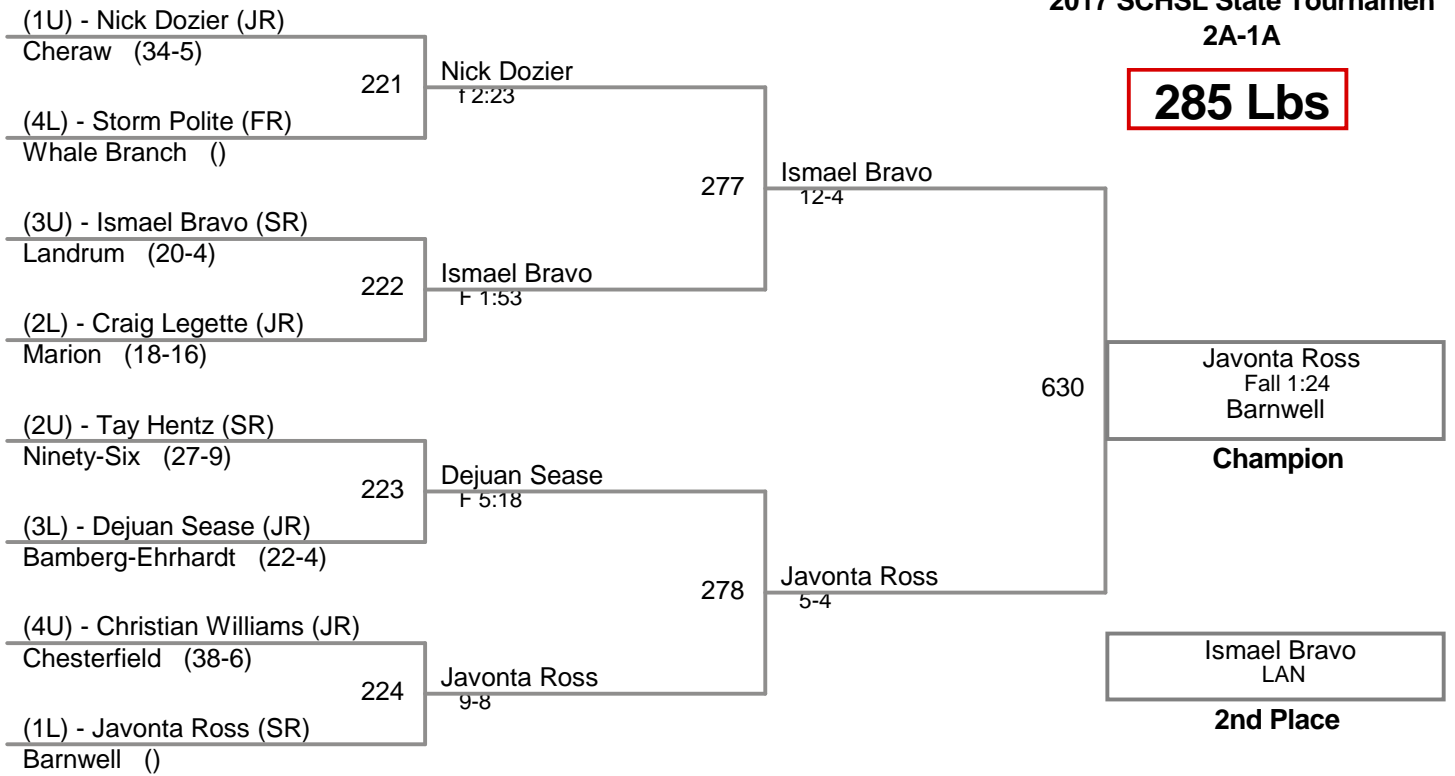 2017 SCHSL State Tournamen
2A-1A
285 Lbs
(1U) - Nick Dozier (JR)
Cheraw (34-5)
221
Nick Dozier
f 2:23
(4L) - Storm Polite (FR)
Whale Branch ()
277
Ismael Bravo
12-4
(3U) - Ismael Bravo (SR)
Landrum (20-4)
222
Ismael Bravo
F 1:53
(2L) - Craig Legette (JR)
Marion (18-16)
630
Javonta Ross
Fall 1:24
Barnwell
Champion
(2U) - Tay Hentz (SR)
Ninety-Six (27-9)
223
Dejuan Sease
F 5:18
(3L) - Dejuan Sease (JR)
Bamberg-Ehrhardt (22-4)
278
Javonta Ross
5-4
(4U) - Christian Williams (JR)
Chesterfield (38-6)
224
Javonta Ross
9-8
(1L) - Javonta Ross (SR)
Barnwell ()
Ismael Bravo
LAN
2nd Place